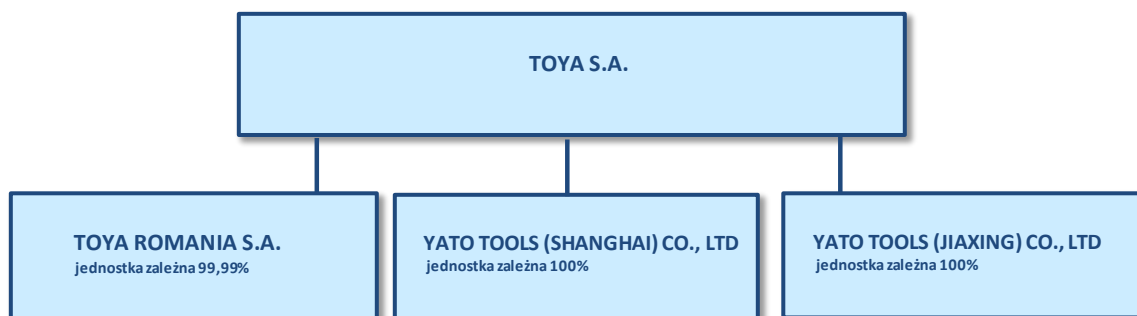 TOYA S.A.
TOYA ROMANIA S.A.
jednostka zależna 99,99%
YATO TOOLS (SHANGHAI) CO., LTD
jednostka zależna 100%
YATO TOOLS (JIAXING) CO., LTD
jednostka zależna 100%